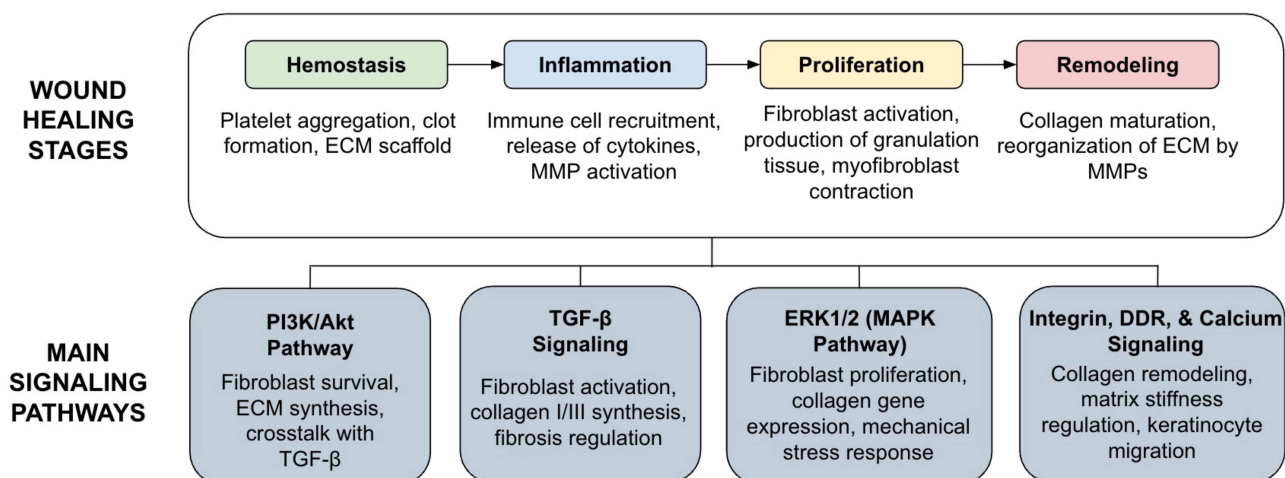 WOUND
HEALING
STAGES
Hemostasis
Platelet aggregation, clot
formation, ECM scaffold
Inflammation
Immune cell recruitment,
release of cytokines,
MMP activation
Proliferation
Fibroblast activation,
production of granulation
tissue, myofibroblast
contraction
Remodeling
Collagen maturation,
reorganization of ECM by
MMPs
MAIN
SIGNALING
PATHWAYS
PI3K/Akt
Pathway
Fibroblast survival,
ECM synthesis,
crosstalk with
TGF-β
TGF-β
Signaling
Fibroblast activation,
collagen I/III synthesis,
fibrosis regulation
ERK1/2 (MAPK
Pathway)
Fibroblast proliferation,
collagen gene
expression, mechanical
stress response
Integrin, DDR, & Calcium
Signaling
Collagen remodeling,
matrix stiffness
regulation, keratinocyte
migration